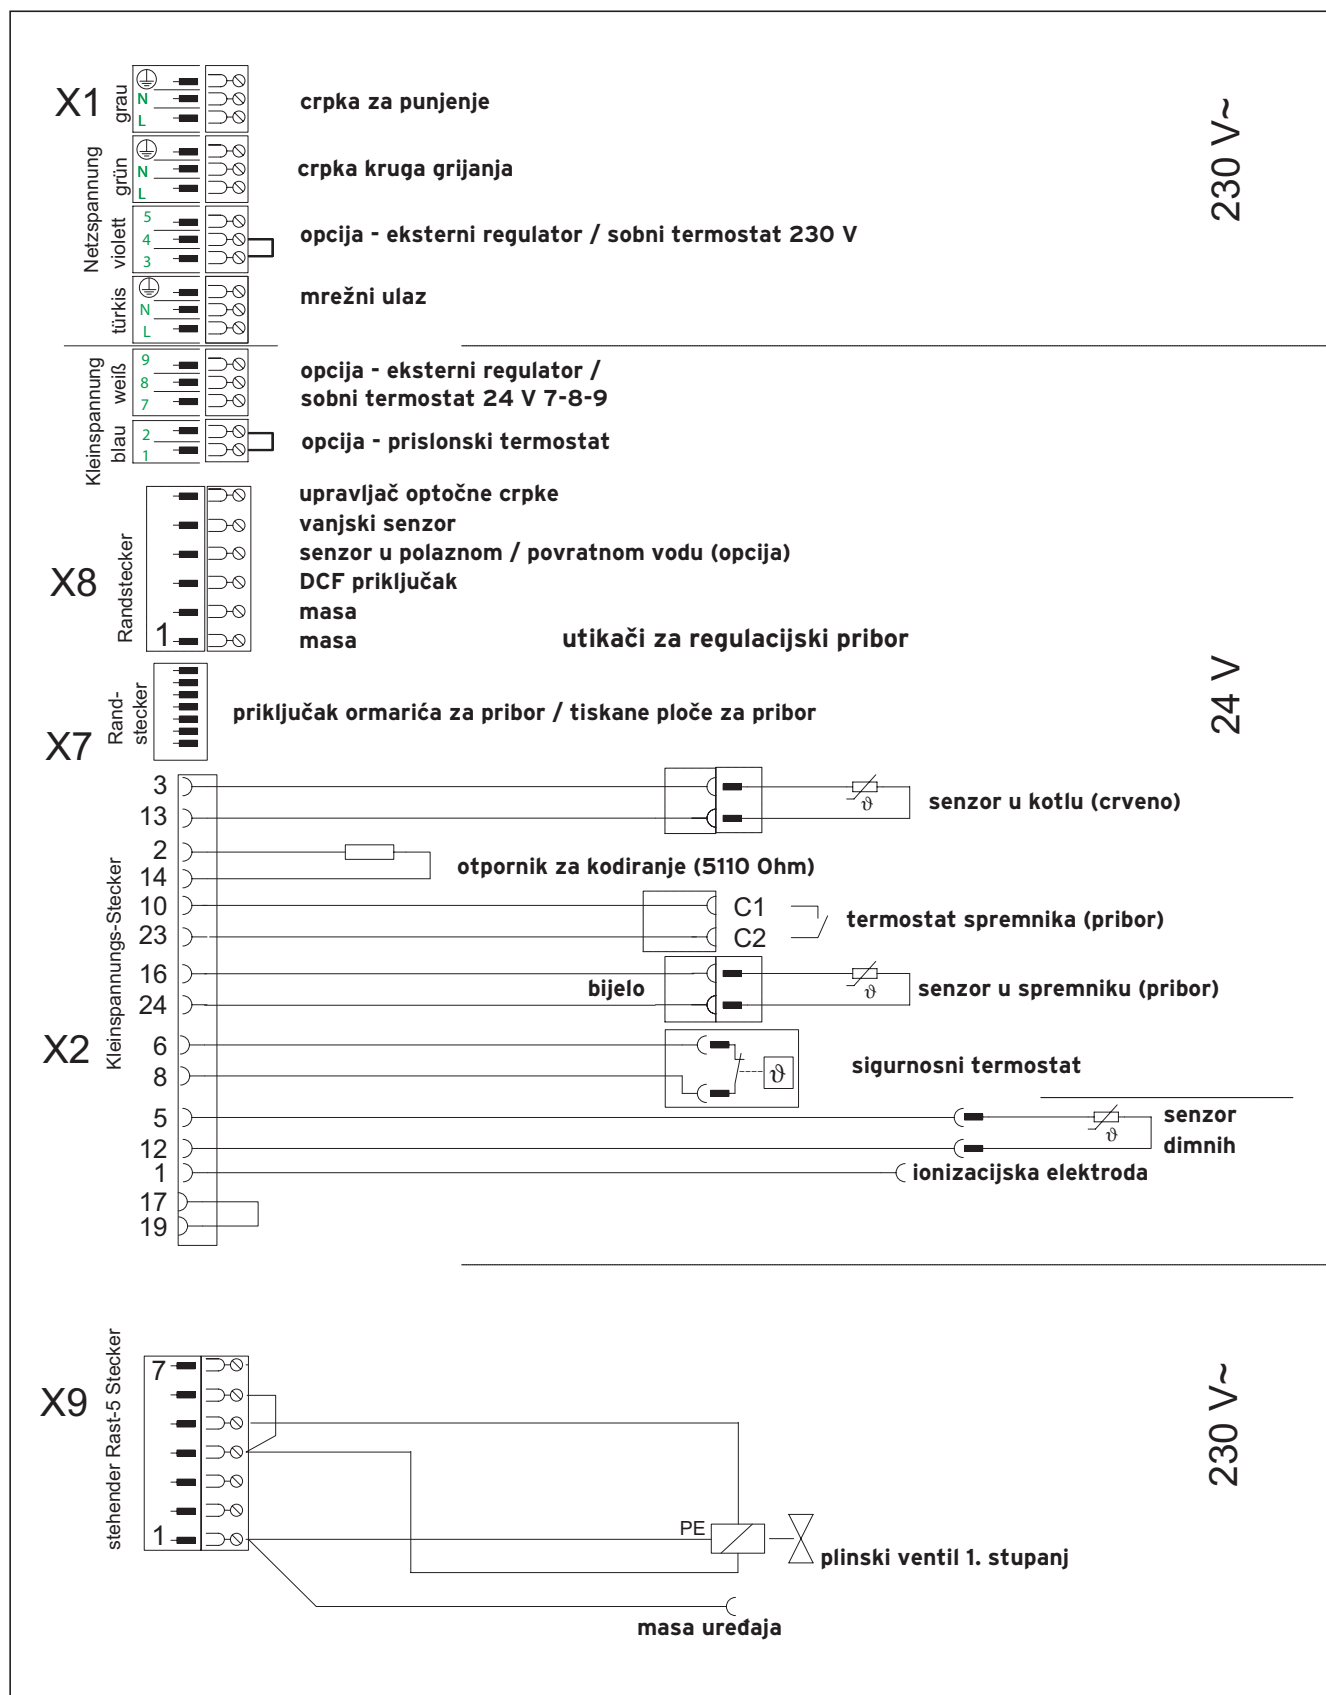 X1
Netzspannung
grau
N
L
crpka za punjenje
230 V~
grün
N
L
crpka kruga grijanja
violett
5
4
3
opcija - eksterni regulator / sobni termostat 230 V
türkis
N
L
mrežni ulaz
Kleinspannung
weiß
9
8
7
opcija - eksterni regulator /
sobni termostat 24 V 7-8-9
blau
2
1
opcija - prislonski termostat
X8
Randstecker
1
upravljač optočne crpke
vanjski senzor
senzor u polaznom / povratnom vodu (opcija)
DCF priključak
masa
masa
utikači za regulacijski pribor
24 V
X7
Rand-
stecker
priključak ormarića za pribor / tiskane ploče za pribor
X2
Kleinspannungs-Stecker
3
13
ϑ
senzor u kotlu (crveno)
2
14
otpornik za kodiranje (5110 Ohm)
10
23
C1
C2
termostat spremnika (pribor)
16
24
bijelo
ϑ
senzor u spremniku (pribor)
6
8
ϑ
sigurnosni termostat
5
12
ϑ
senzor
dimnih
1
ionizacijska elektroda
17
19
X9
stehender Rast-5 Stecker
7
1
230 V~
PE
plinski ventil 1. stupanj
masa uređaja